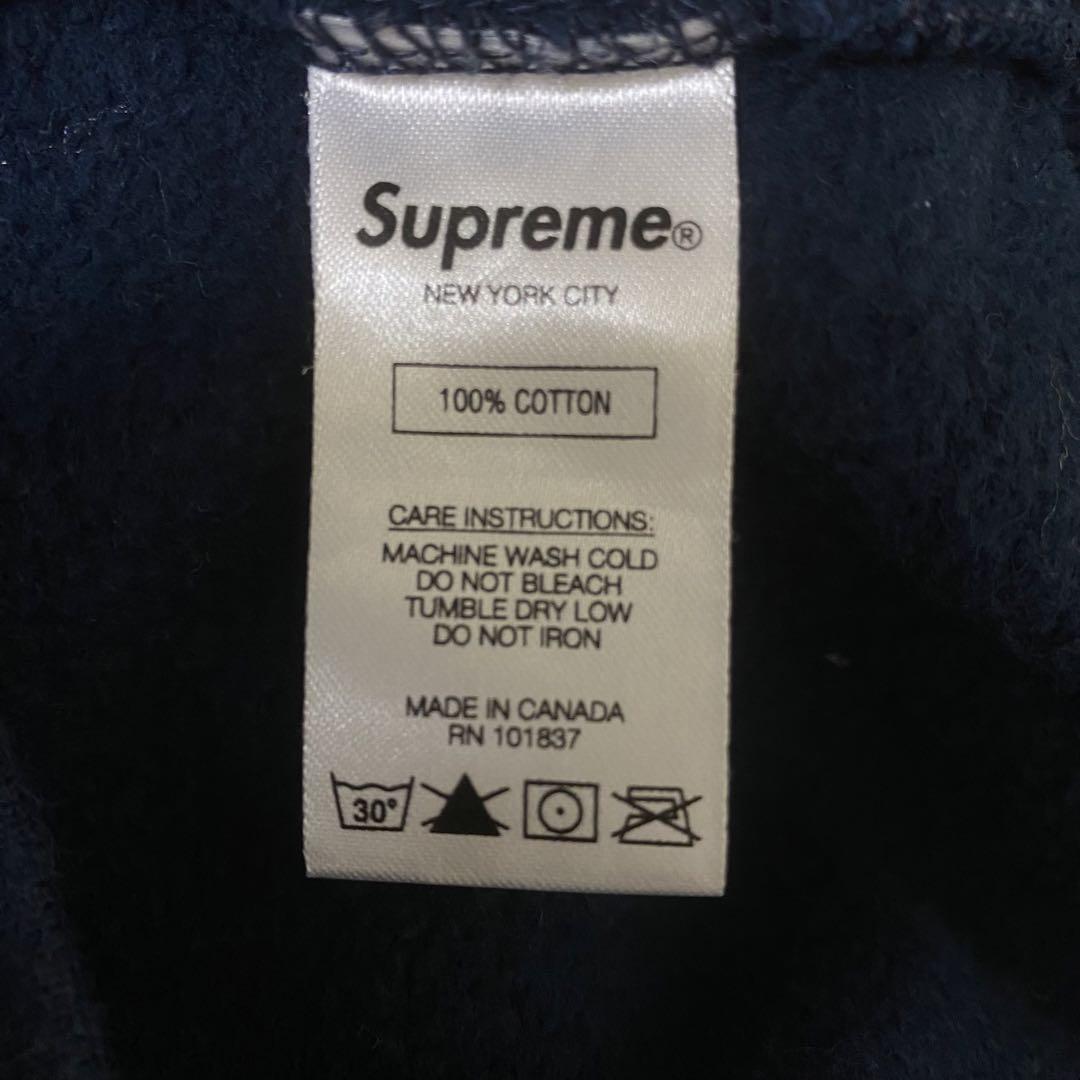 Supreme®
NEW YORK CITY
100% COTTON
CARE INSTRUCTIONS:
MACHINE WASH COLD
DO NOT BLEACH
TUMBLE DRY LOW
DO NOT IRON
MADE IN CANADA
RN 101837
30°